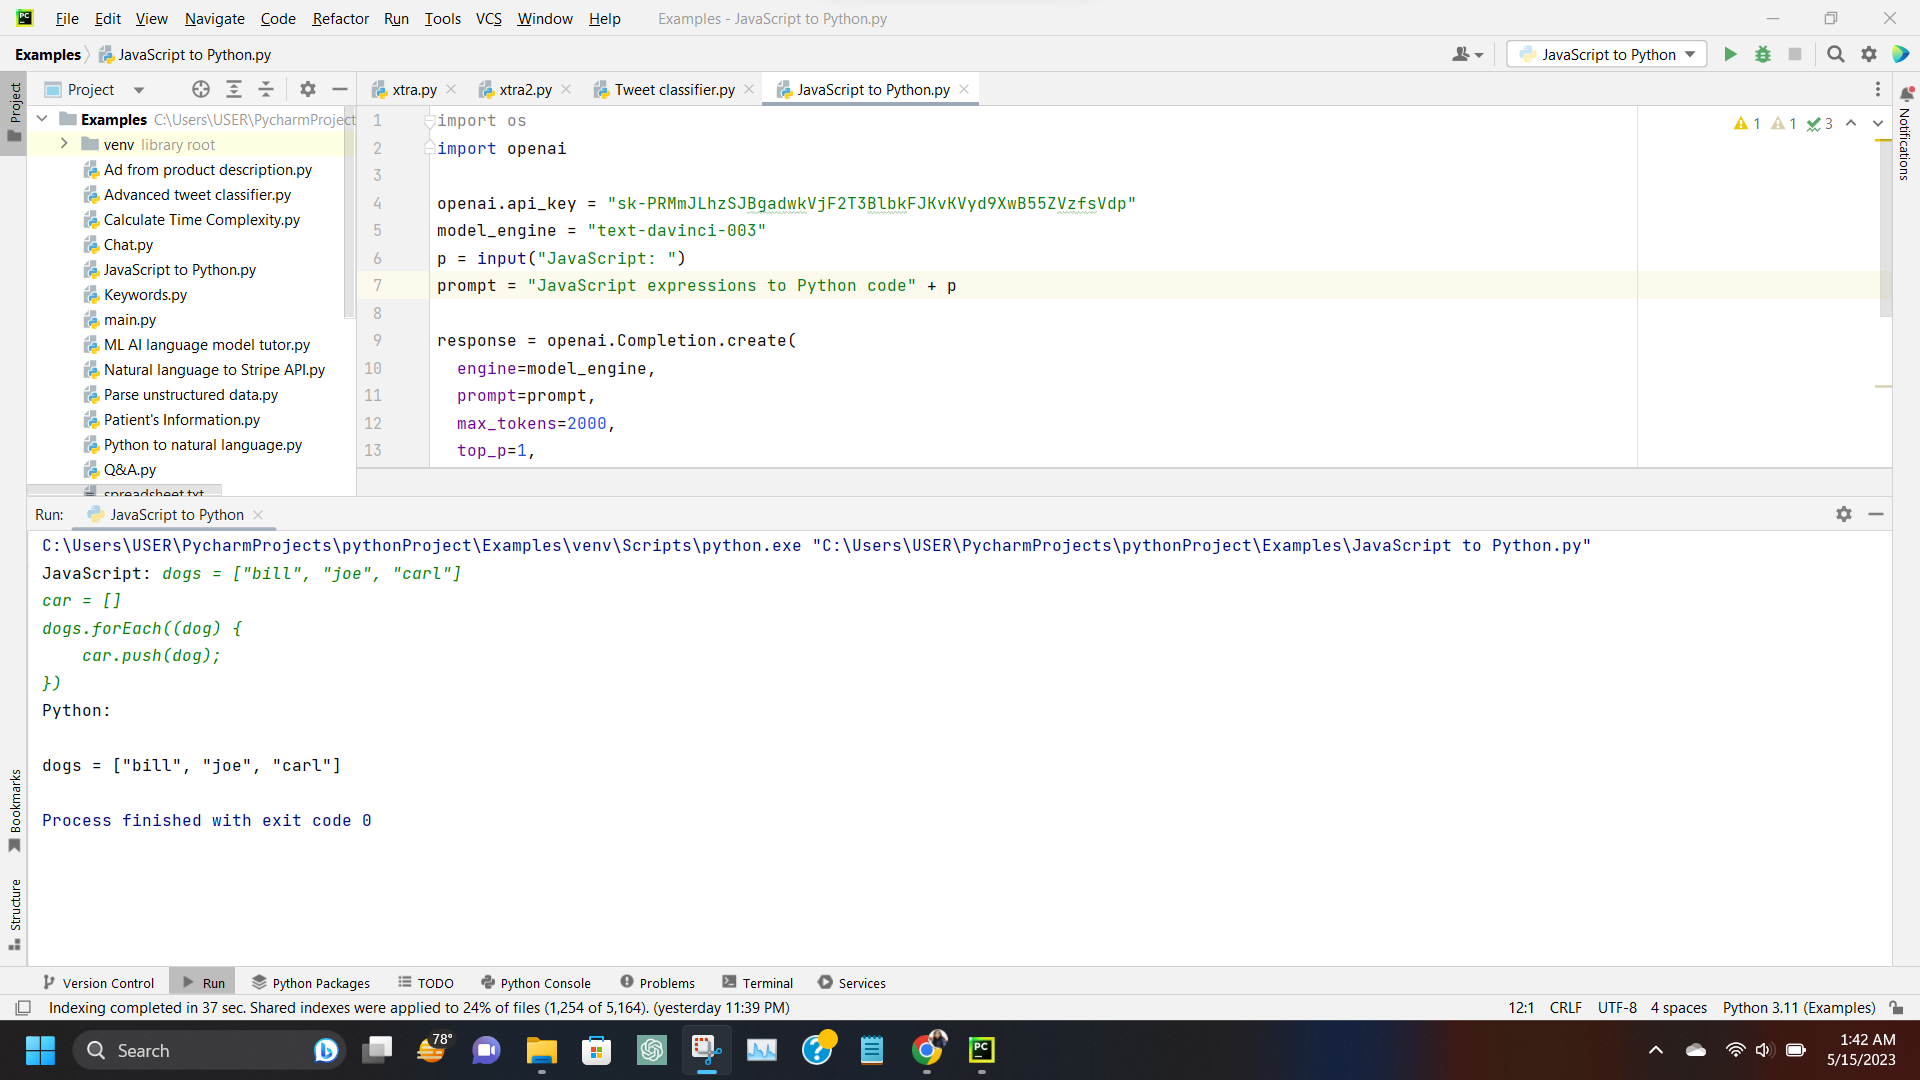 File Edit View Navigate Code Refactor Run Tools VCS Window Help Examples - JavaScript to Python.py
Examples JavaScript to Python.py
JavaScript to Python
Project
xtra.py xtra2.py Tweet classifier.py JavaScript to Python.py
Project
Notifications
Examples C:\Users\USER\PycharmProject
venv library root
Ad from product description.py
Advanced tweet classifier.py
Calculate Time Complexity.py
Chat.py
JavaScript to Python.py
Keywords.py
main.py
ML AI language model tutor.py
Natural language to Stripe API.py
Parse unstructured data.py
Patient's Information.py
Python to natural language.py
Q&A.py
spreadsheet.txt
1 1 3
1 import os
2 import openai
3
4 openai.api_key = "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"
5 model_engine = "text-davinci-003"
6 p = input("JavaScript: ")
7 prompt = "JavaScript expressions to Python code" + p
8
9 response = openai.Completion.create(
10 engine=model_engine,
11 prompt=prompt,
12 max_tokens=2000,
13 top_p=1,
Run: JavaScript to Python
C:\Users\USER\PycharmProjects\pythonProject\Examples\venv\Scripts\python.exe "C:\Users\USER\PycharmProjects\pythonProject\Examples\JavaScript to Python.py"
JavaScript: dogs = ["bill", "joe", "carl"]
car = []
dogs.forEach((dog) {
    car.push(dog);
})
Python:
dogs = ["bill", "joe", "carl"]
Process finished with exit code 0
Bookmarks
Structure
Version Control Run Python Packages TODO Python Console Problems Terminal Services
Indexing completed in 37 sec. Shared indexes were applied to 24% of files (1,254 of 5,164). (yesterday 11:39 PM) 12:1 CRLF UTF-8 4 spaces Python 3.11 (Examples)
Search 78° PC 1:42 AM
5/15/2023